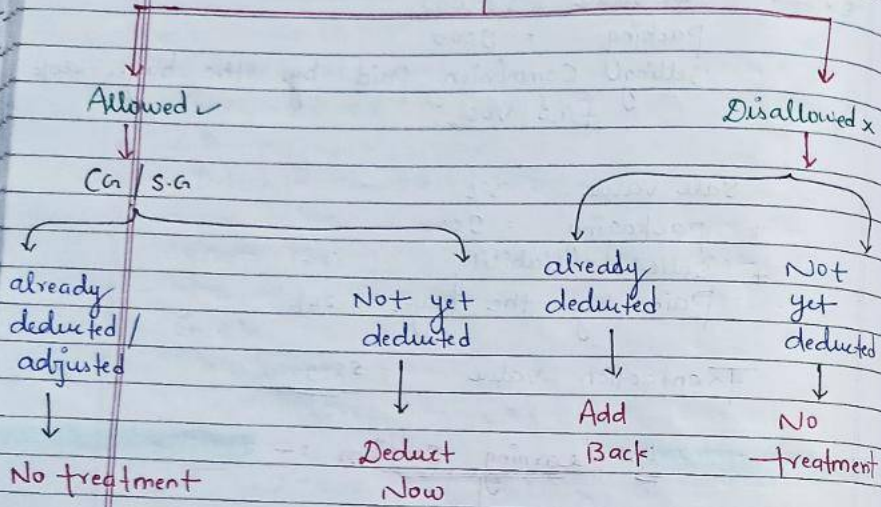 Allowed ✓
Disallowed x
CG / S.G
already
deducted /
adjusted
Not yet
deducted
already
deducted
Not
yet
deducted
No treatment
Deduct
Now
Add
Back
No
treatment